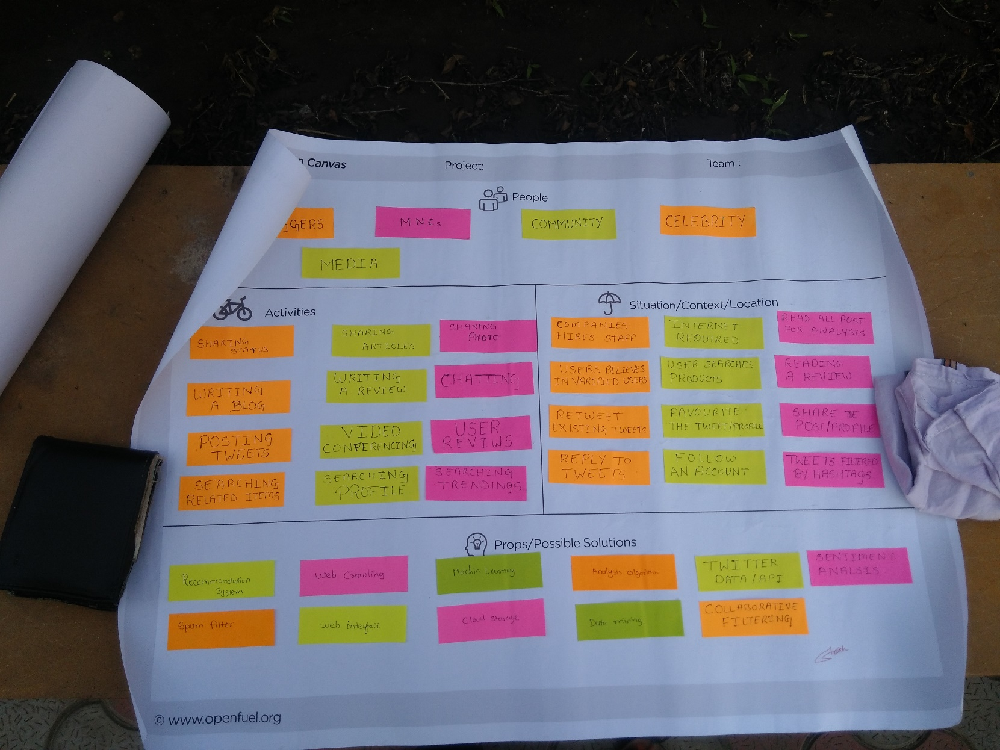 n Canvas
Project:
Team :
People
GGERS
MNCs
COMMUNITY
CELEBRITY
MEDIA
Activities
SHARING
STATUS
SHARING
ARTICLES
SHARING
PHOTO
WRITING
A BLOG
WRITING
A REVIEW
CHATTING
POSTING
TWEETS
VIDEO
CONFERENCING
USER
REVIWS
SEARCHING
RELATED ITEMS
SEARCHING
PROFILE
SEARCHING
TRENDINGS
Situation/Context/Location
COMPANIES
HIRES STAFF
INTERNET
REQUIRED
READ ALL POST
FOR ANALYSIS
USERS BELIEVES
IN VARIFIED USERS
USER SEARCHES
PRODUCTS
READING
A REVIEW
RETWEET
EXISTING TWEETS
FAVOURITE
THE TWEET/PROFILE
SHARE THE
POST/PROFILE
REPLY TO
TWEETS
FOLLOW
AN ACCOUNT
TWEETS FILTERED
BY HASHTAGS.
Props/Possible Solutions
Recommandation
System
Web Crawling
Machin Learning
Analysis algorithm
TWITTER
DATA/API
SENTIMENT
ANALSIS
Spam filter
Web interface
Cloud Storage
Data mining
COLLABORATIVE
FILTERING
© www.openfuel.org